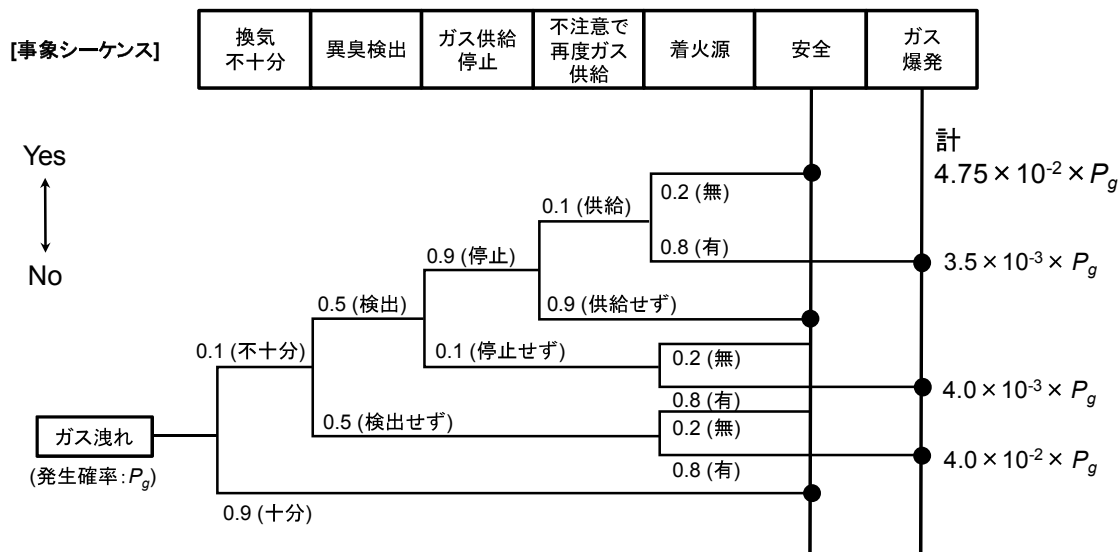 [事象シーケンス]
換気
不十分
異臭検出
ガス供給
停止
不注意で
再度ガス
供給
着火源
安全
ガス
爆発
計
4.75×10⁻²×Pg
Yes
No
0.2 (無)
0.1 (供給)
0.8 (有)
3.5×10⁻³× Pg
0.9 (停止)
0.9 (供給せず)
0.5 (検出)
0.1 (不十分)
0.1 (停止せず)
0.2 (無)
4.0×10⁻³× Pg
0.8 (有)
0.5 (検出せず)
0.2 (無)
4.0×10⁻²× Pg
0.8 (有)
ガス洩れ
(発生確率:Pg)
0.9 (十分)